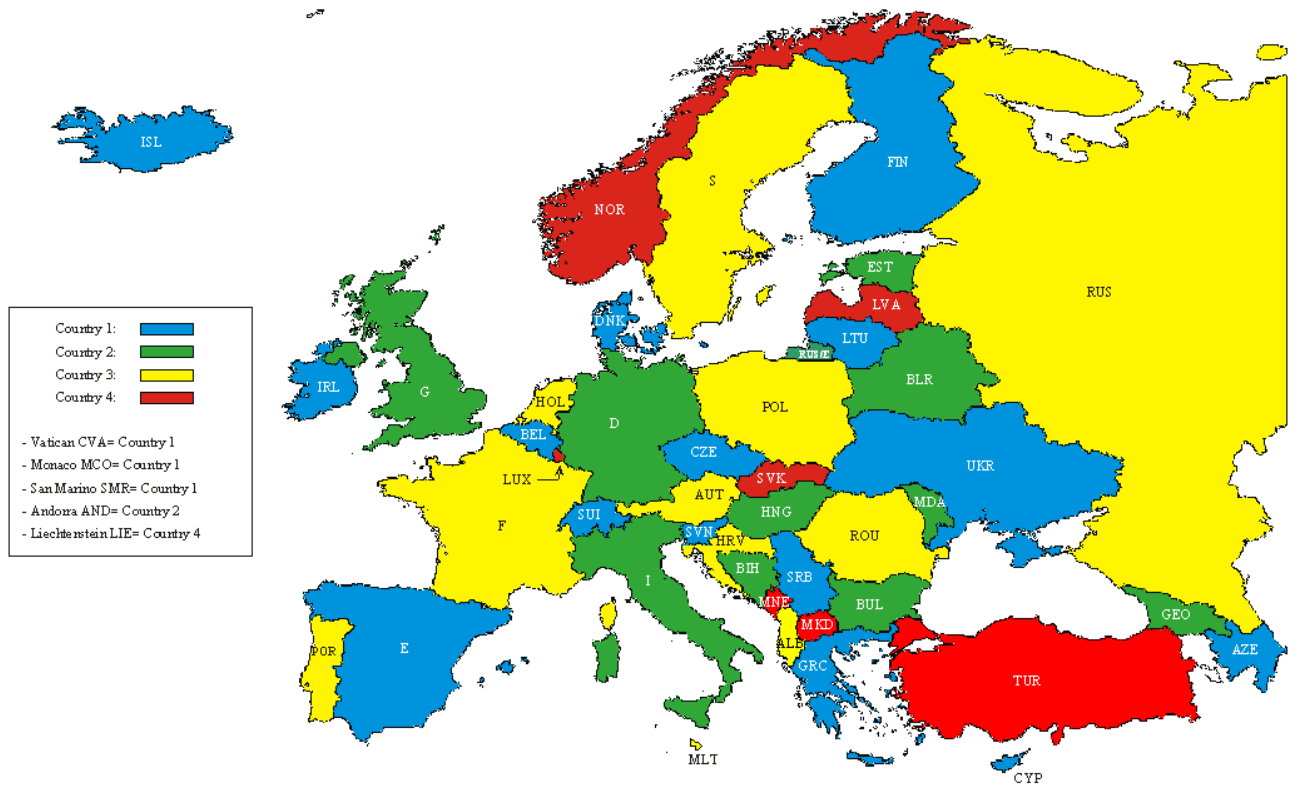 ISL
FIN
S
NOR
EST
RUS
LVA
DNK
LTU
RUS/E
BLR
Country 1:
Country 2:
Country 3:
Country 4:
IRL
G
HOL
POL
D
BEL
CZE
UKR
LUX
SVK
AUT
HNG
MDA
SUI
F
SVN
HRV
ROU
BIH
SRB
I
MNE
BUL
GEO
MKD
E
POR
ALB
GRC
AZE
TUR
MLT
CYP
- Vatican CVA= Country 1
- Monaco MCO= Country 1
- San Marino SMR= Country 1
- Andorra AND= Country 2
- Liechtenstein LIE= Country 4